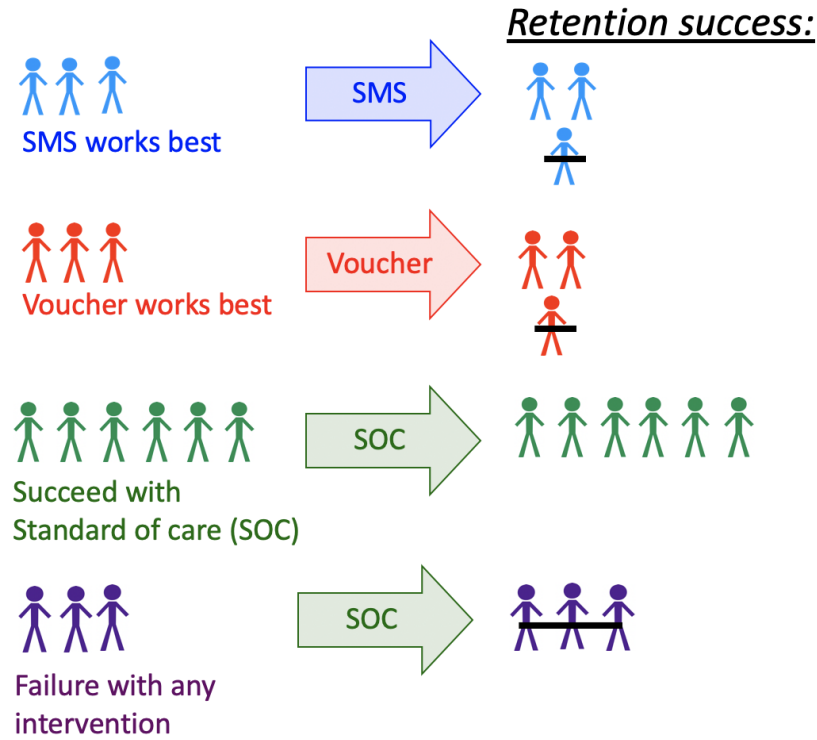 Retention success:
SMS
SMS works best
Voucher
Voucher works best
SOC
Succeed with
Standard of care (SOC)
SOC
Failure with any
intervention